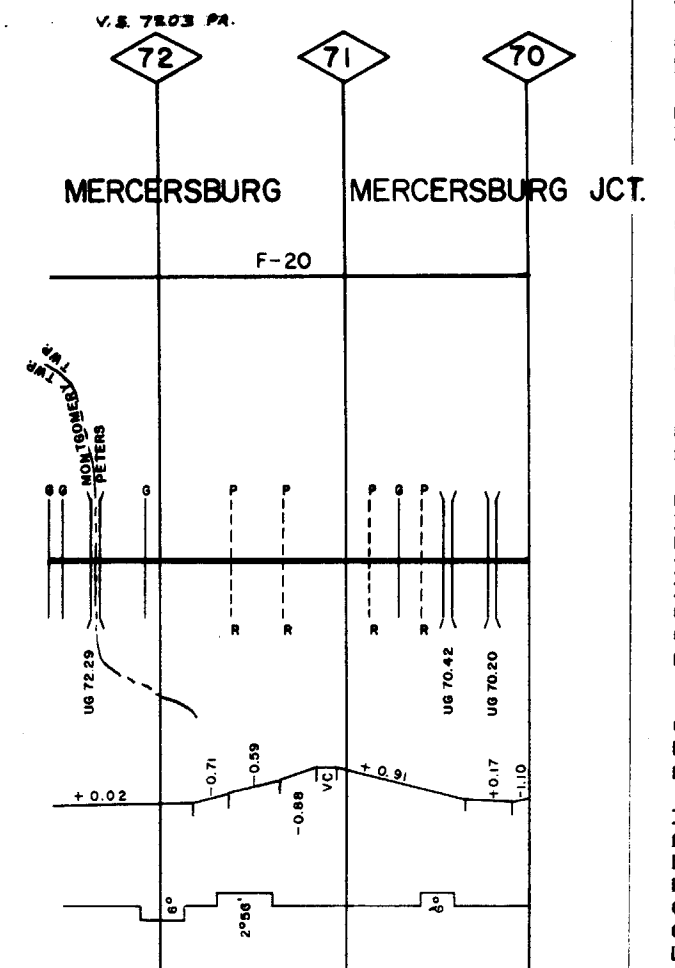 V.S. 7203 PA.
72 71 70
MERCERSBURG MERCERSBURG JCT.
F-20
TWP. TWP.
MONTGOMERY
PETERS
G G G P P P G P
R R R R
UG 72.29
UG 70.42
UG 70.20
+0.02 -0.71 -0.59 -0.88 VC +0.91 +0.17 -1.10
6° 2°56' 6°